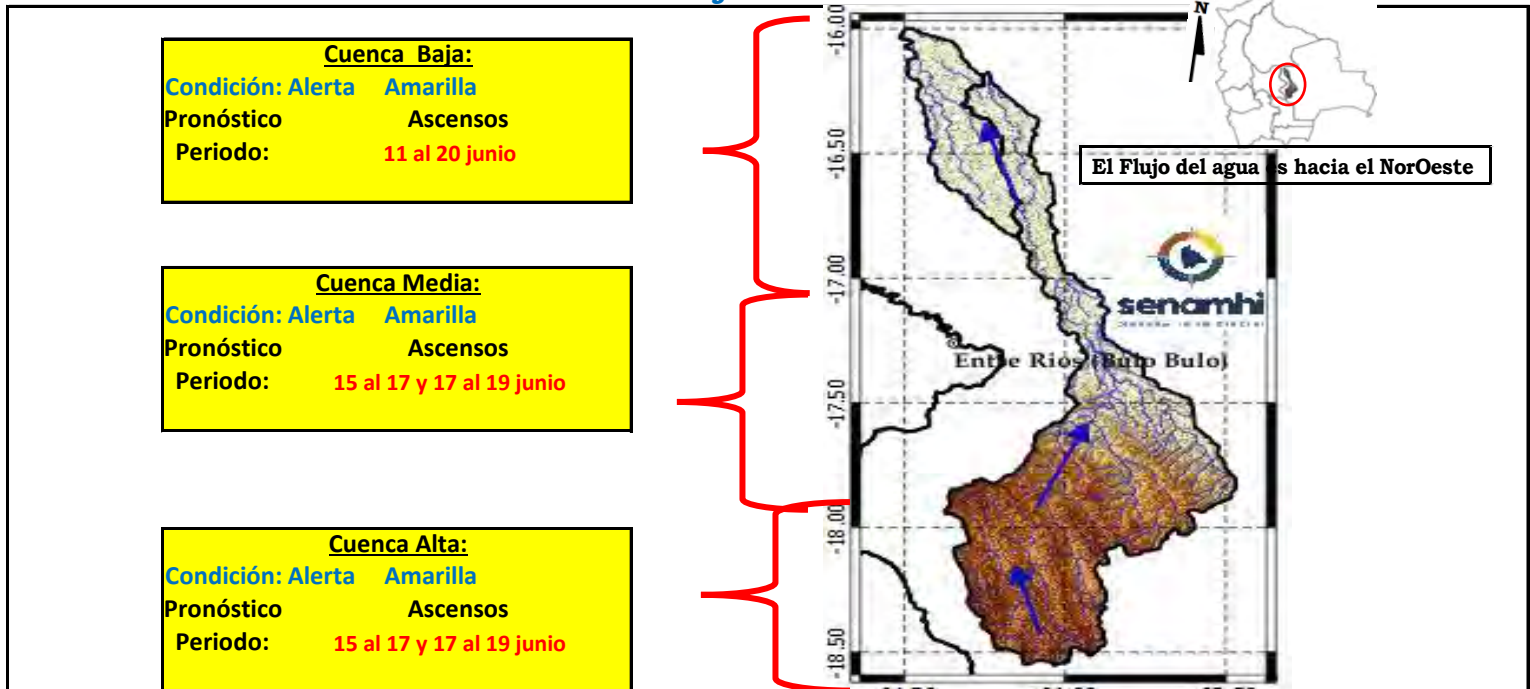 Cuenca Baja:
Condición: Alerta Amarilla
Pronóstico Ascensos
Periodo: 11 al 20 junio
Cuenca Media:
Condición: Alerta Amarilla
Pronóstico Ascensos
Periodo: 15 al 17 y 17 al 19 junio
Cuenca Alta:
Condición: Alerta Amarilla
Pronóstico Ascensos
Periodo: 15 al 17 y 17 al 19 junio
N
El Flujo del agua es hacia el NorOeste
senamhi
Entre Rios (Bulo Bulo)
-16.00
-16.50
-17.00
-17.50
-18.00
-18.50